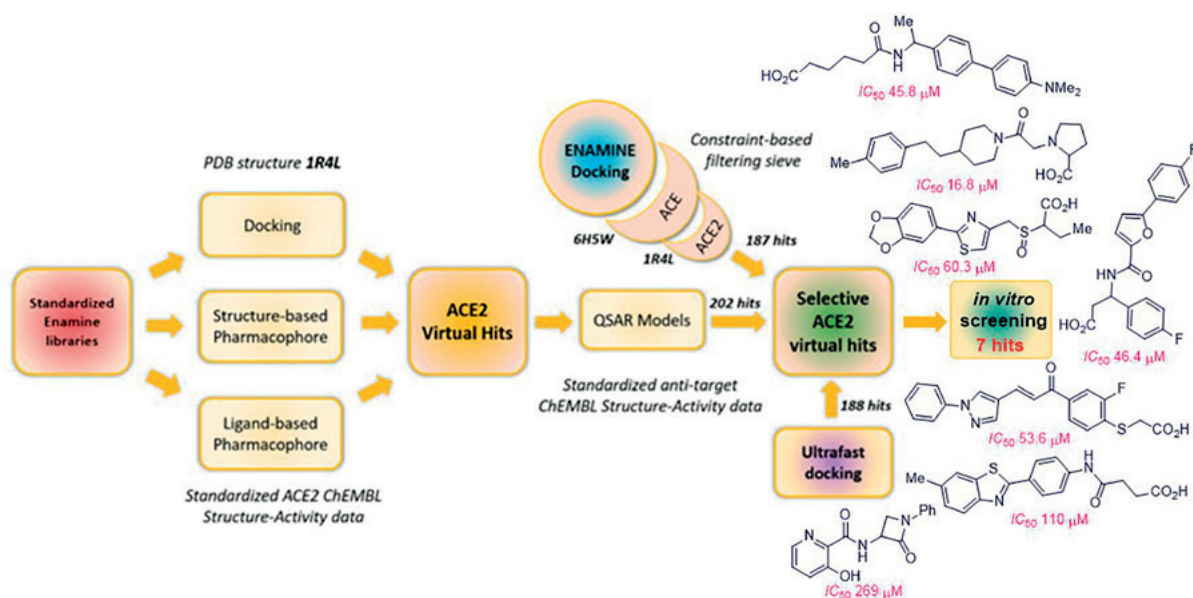 PDB structure 1R4L
Docking
Standardized
Enamine
libraries
Structure-based
Pharmacophore
Ligand-based
Pharmacophore
Standardized ACE2 ChEMBL
Structure-Activity data
ACE2
Virtual Hits
QSAR Models
Standardized anti-target
ChEMBL Structure-Activity data
ENAMINE
Docking
ACE
ACE2
6H5W
1R4L
Constraint-based
filtering sieve
187 hits
202 hits
Selective
ACE2
virtual hits
188 hits
Ultrafast
docking
in vitro
screening
7 hits
Me
O
HO2C
N
H
NMe2
IC50 45.8 μM
O
N
N
Me
HO2C
IC50 16.8 μM
O
O
N
S
CO2H
S
O
Me
IC50 60.3 μM
F
O
O
HN
HO2C
F
IC50 46.4 μM
O
F
N
N
S
CO2H
IC50 53.6 μM
Me
S
N
H
N
O
CO2H
IC50 110 μM
O
N
N
H
N
Ph
O
OH
IC50 269 μM